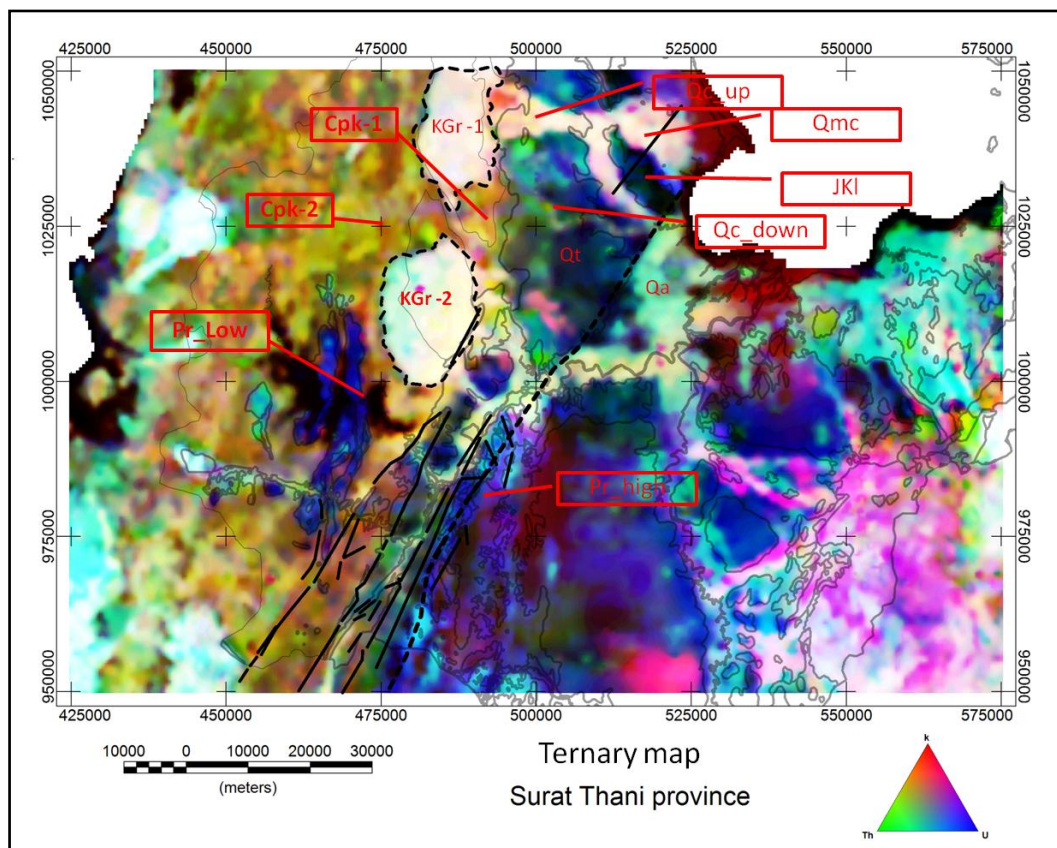 425000 450000 475000 500000 525000 550000 575000
1050000 1050000
Qc_up
KGr -1
Cpk-1
Qmc
JKl
Cpk-2
1025000 1025000
Qc_down
Qt
Qa
KGr -2
Pr_Low
1000000 1000000
Pr_high
975000 975000
950000 950000
425000 450000 475000 500000 525000 550000 575000
10000 0 10000 20000 30000
(meters)
Ternary map
Surat Thani province
k
Th U